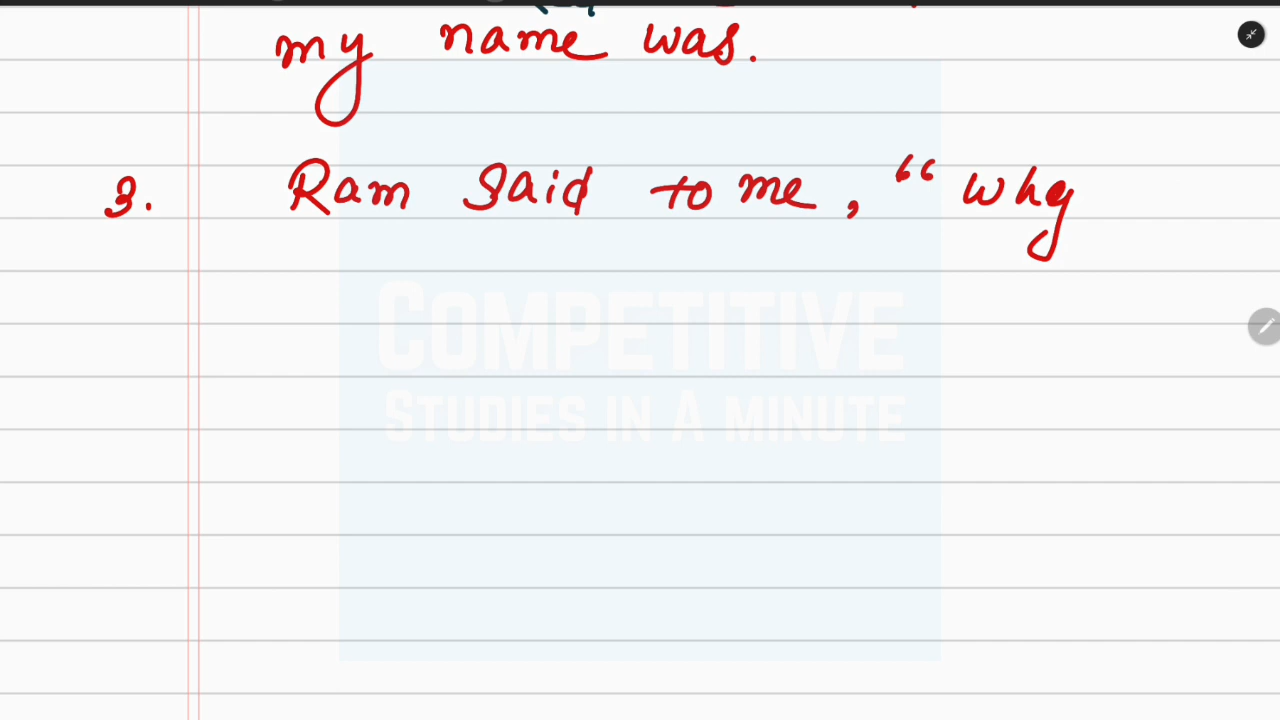 my name was.
3. Ram Said to me, “ why
COMPETITIVE
STUDIES IN A MINUTE